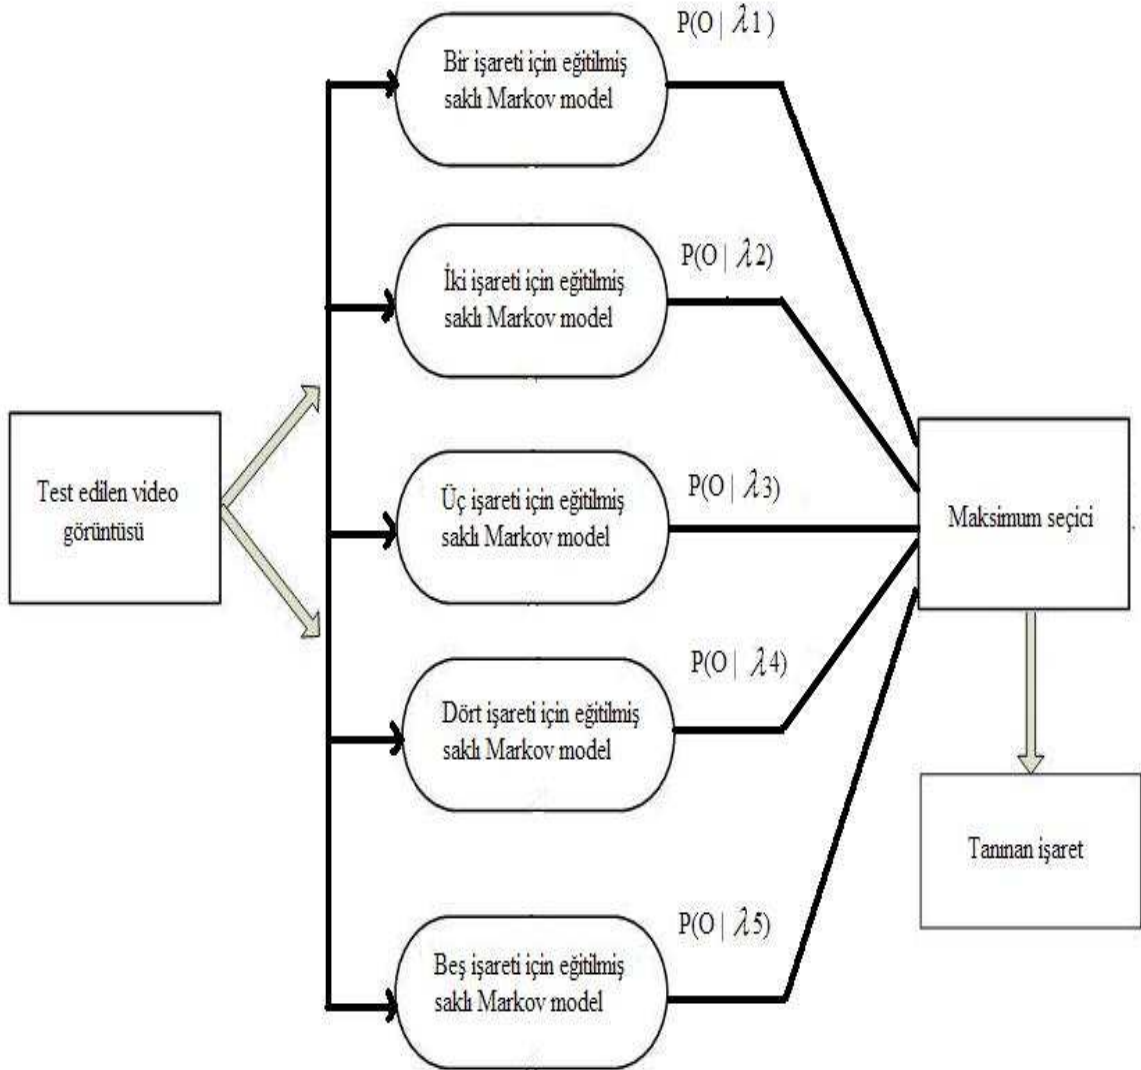 P(O | λ1)
Bir işareti için eğitilmiş
saklı Markov model
P(O | λ2)
İki işareti için eğitilmiş
saklı Markov model
Test edilen video
görüntüsü
P(O | λ3)
Üç işareti için eğitilmiş
saklı Markov model
Maksimum seçici
P(O | λ4)
Dört işareti için eğitilmiş
saklı Markov model
Tanınan işaret
P(O | λ5)
Beş işareti için eğitilmiş
saklı Markov model